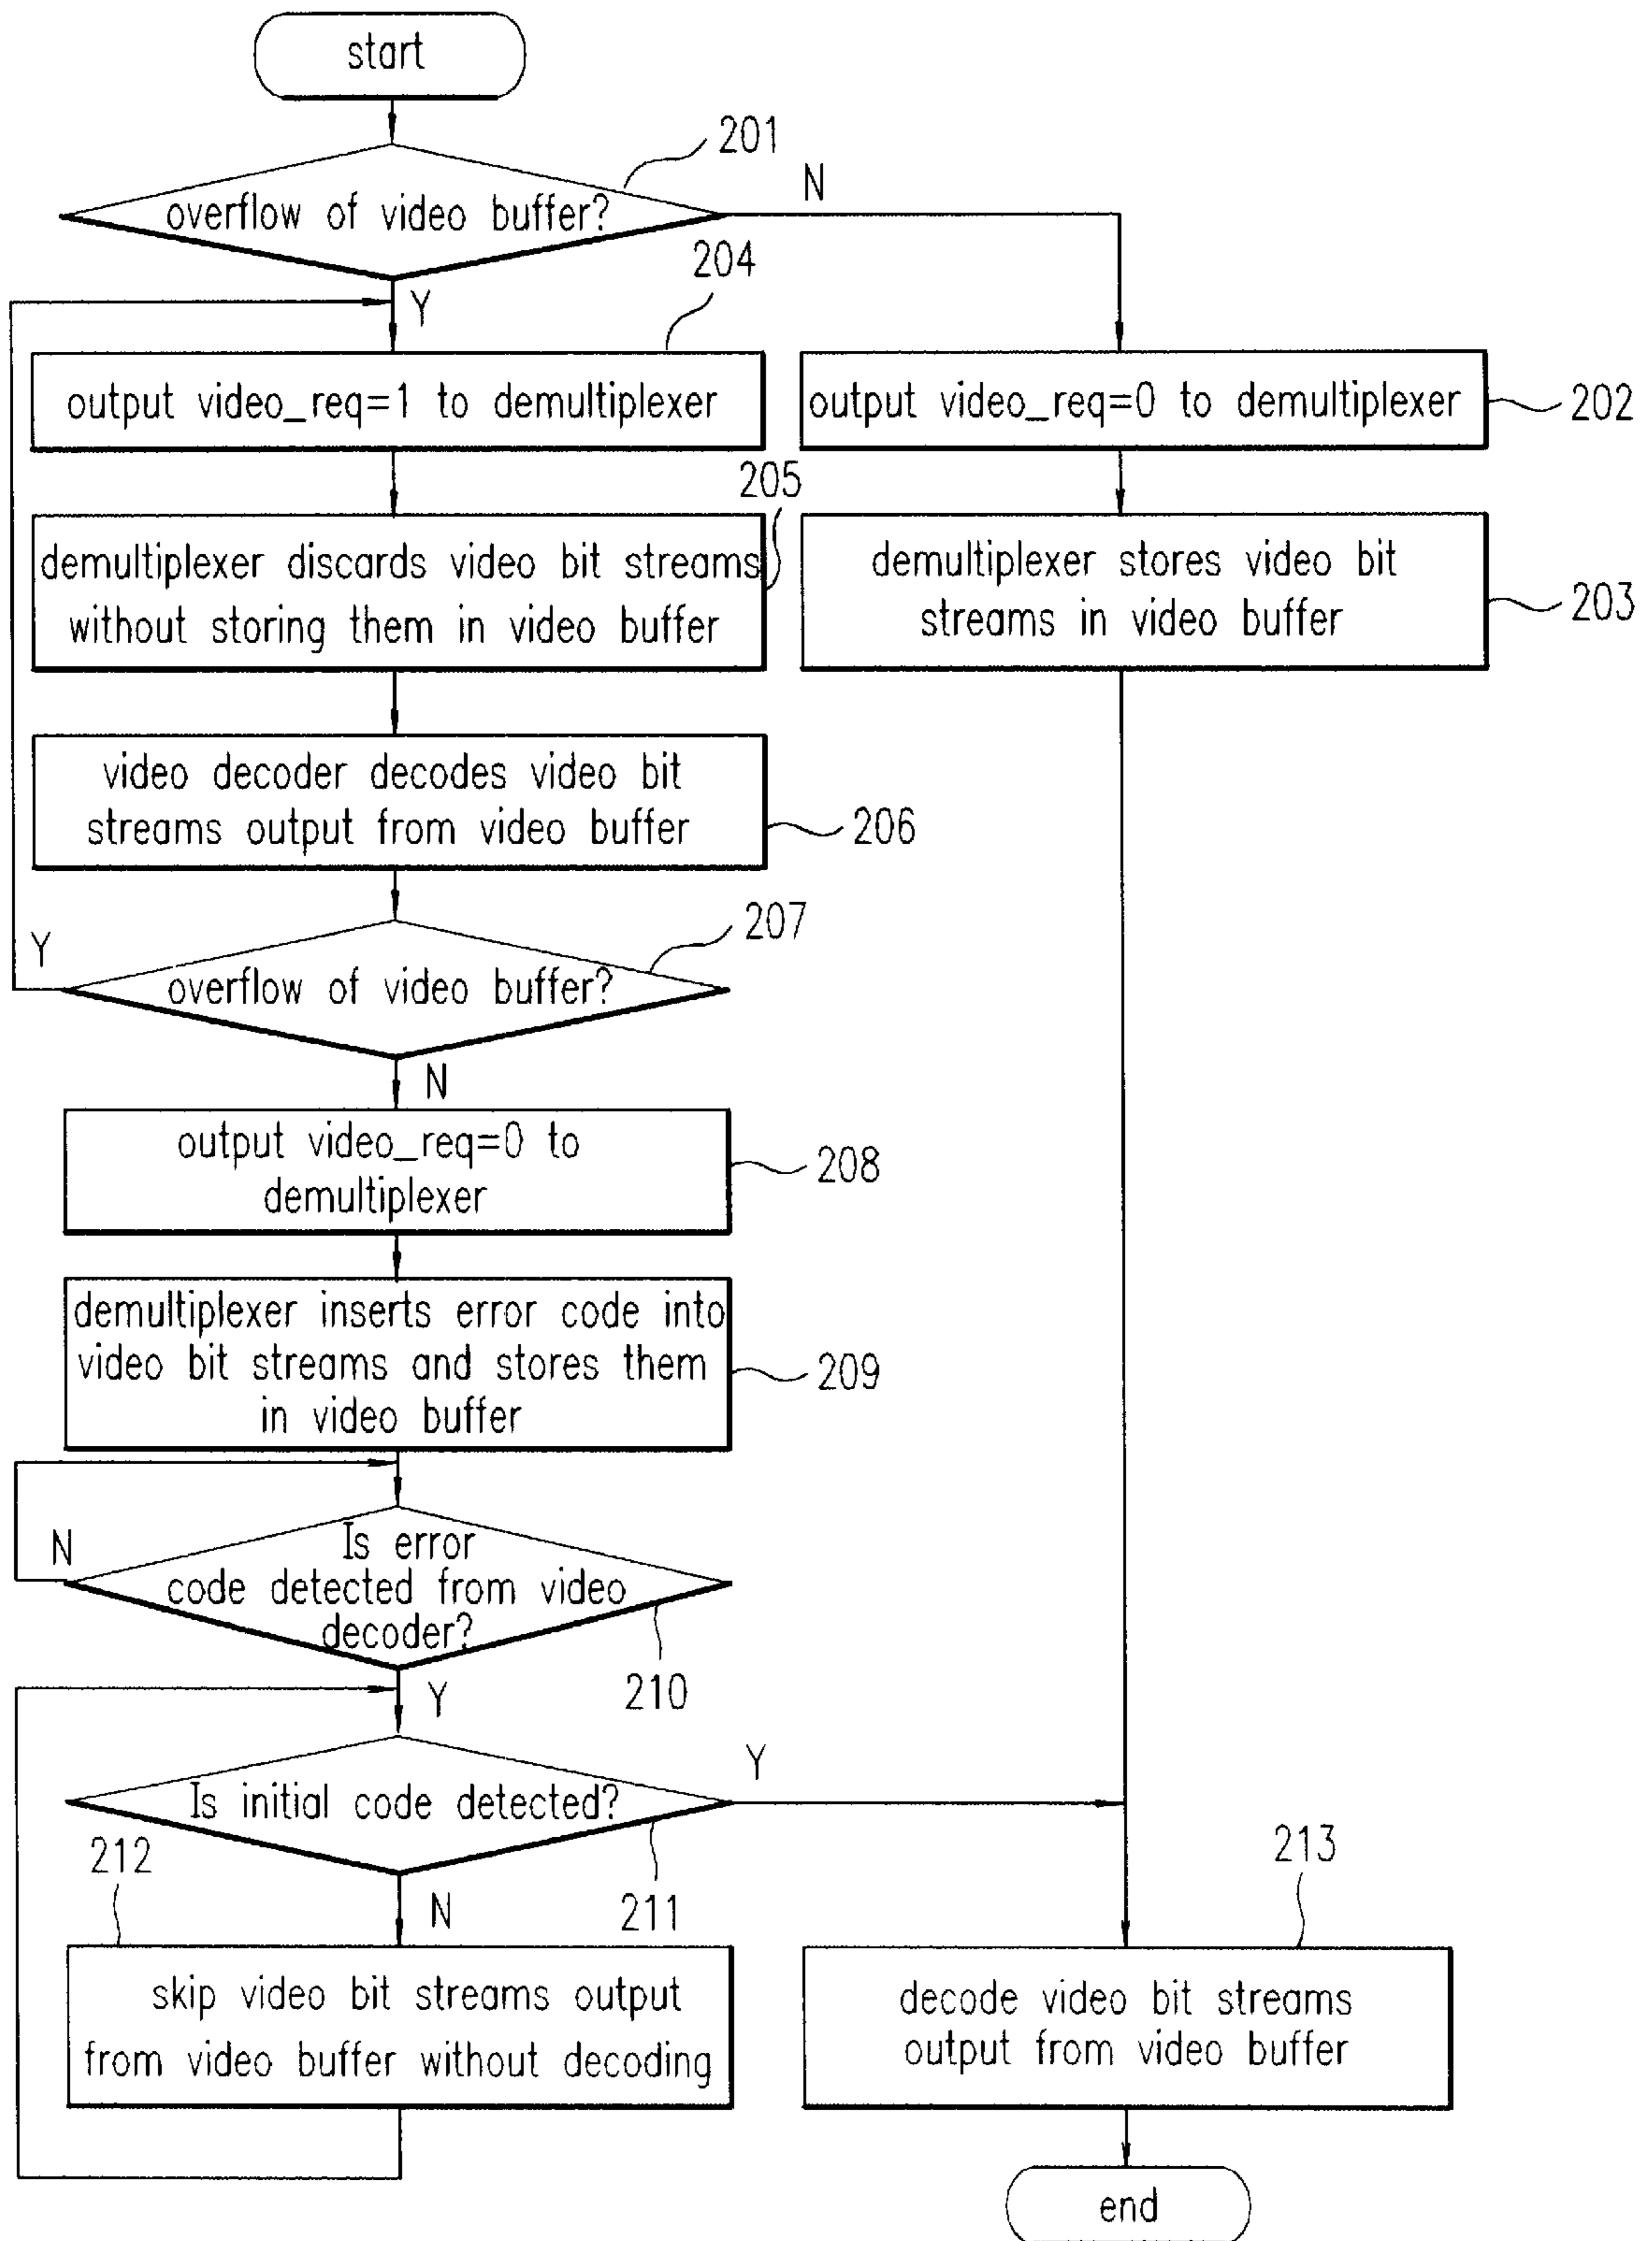 start
201
overflow of video buffer?
N
204
Y
output video_req=1 to demultiplexer
output video_req=0 to demultiplexer
202
205
demultiplexer discards video bit streams
without storing them in video buffer
demultiplexer stores video bit
streams in video buffer
203
video decoder decodes video bit
streams output from video buffer
206
207
Y
overflow of video buffer?
N
output video_req=0 to
demultiplexer
208
demultiplexer inserts error code into
video bit streams and stores them
in video buffer
209
N
Is error
code detected from video
decoder?
210
Y
Y
Is initial code detected?
212
213
N
211
skip video bit streams output
from video buffer without decoding
decode video bit streams
output from video buffer
end